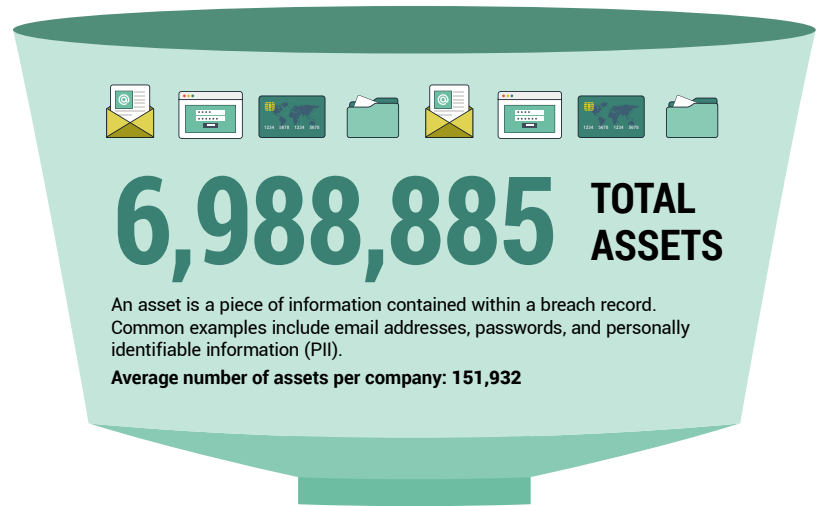 6,988,885
TOTAL
ASSETS
An asset is a piece of information contained within a breach record.
Common examples include email addresses, passwords, and personally
identifiable information (PII).
Average number of assets per company: 151,932